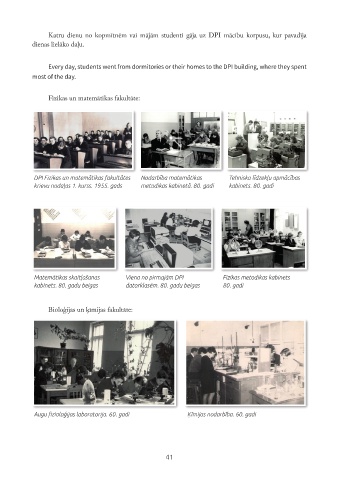 Katru dienu no kopmītnēm vai mājām studenti gāja uz DPI mācību korpusu, kur pavadīja
dienas lielāko daļu.
Every day, students went from dormitories or their homes to the DPI building, where they spent
most of the day.
Fizikas un matemātikas fakultāte:
DPI Fizikas un matemātikas fakultātes
krievu nodaļas 1. kurss. 1955. gads
Nodarbība matemātikas
metodikas kabinetā. 80. gadi
Tehnisko līdzekļu apmācības
kabinets. 80. gadi
Matemātikas skaitļošanas
kabinets. 80. gadu beigas
Viena no pirmajām DPI
datorklasēm. 80. gadu beigas
Fizikas metodikas kabinets
80. gadi
Bioloģijas un ķīmijas fakultāte:
Augu fizioloģijas laboratorija. 60. gadi
Ķīmijas nodarbība. 60. gadi
41